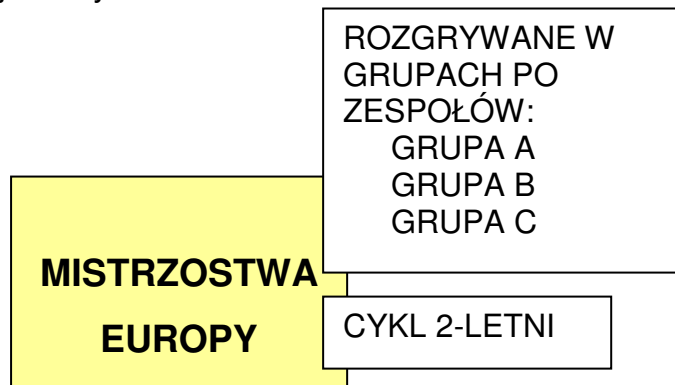 ROZGRYWANE W
GRUPACH PO
ZESPOŁÓW:
GRUPA A
GRUPA B
GRUPA C
MISTRZOSTWA
EUROPY
CYKL 2-LETNI